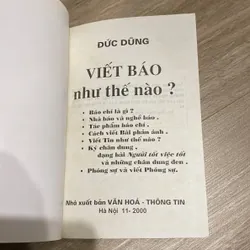 ĐỨC DŨNG
VIẾT BÁO
như thế nào ?
• Báo chí là gì ?
• Nhà báo và nghề báo .
• Tác phẩm báo chí .
• Cách viết Bài phản ánh .
• Viết Tin như thế nào ?
• Ký chân dung ,
dạng bài Người tốt việc tốt
và những chân dung đen .
• Phóng sự và viết Phóng sự.
Nhà xuất bản VĂN HOÁ - THÔNG TIN
Hà Nội 11- 2000